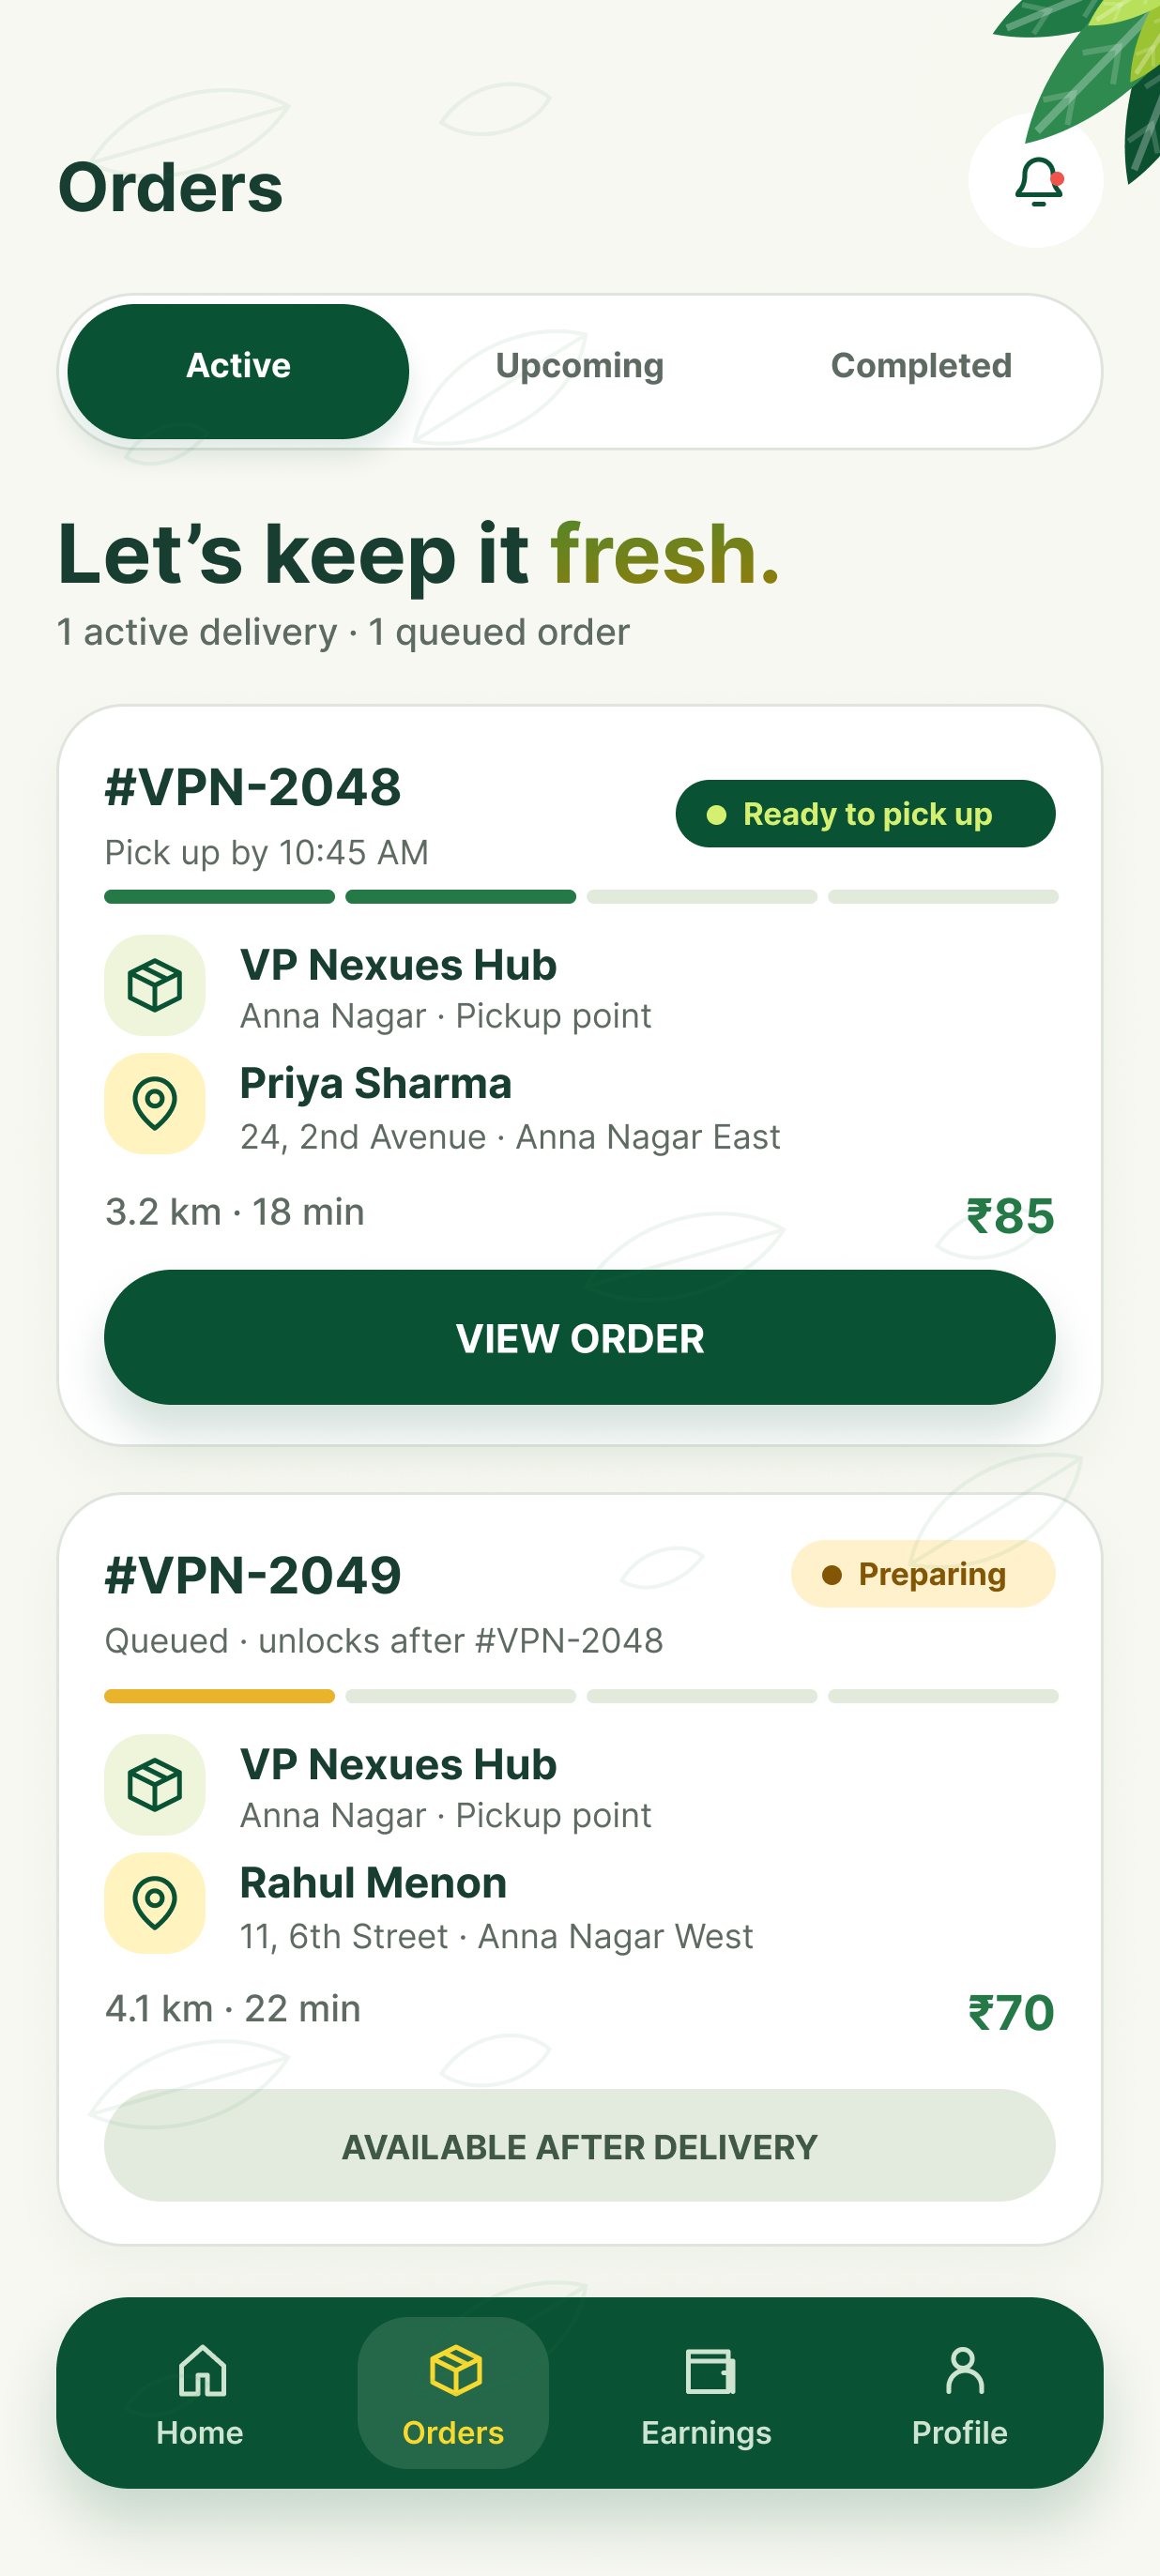 Orders
Active
Upcoming
Completed
Let’s keep it fresh.
1 active delivery · 1 queued order
#VPN-2048
Ready to pick up
Pick up by 10:45 AM
VP Nexues Hub
Anna Nagar · Pickup point
Priya Sharma
24, 2nd Avenue · Anna Nagar East
3.2 km · 18 min
₹85
VIEW ORDER
#VPN-2049
Preparing
Queued · unlocks after #VPN-2048
VP Nexues Hub
Anna Nagar · Pickup point
Rahul Menon
11, 6th Street · Anna Nagar West
4.1 km · 22 min
₹70
AVAILABLE AFTER DELIVERY
Home
Orders
Earnings
Profile